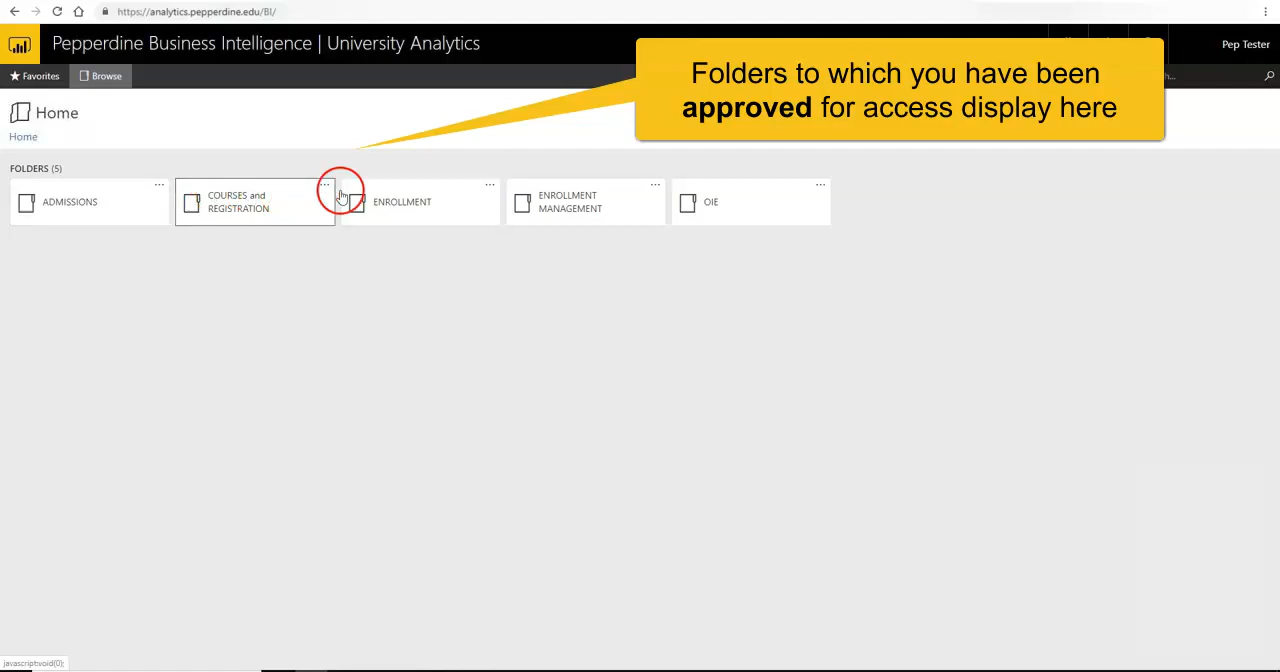 https://analytics.pepperdine.edu/BI/
Pepperdine Business Intelligence | University Analytics
Pep Tester
Favorites
Browse
Folders to which you have been
approved for access display here
Home
Home
FOLDERS (5)
ADMISSIONS
COURSES and
REGISTRATION
ENROLLMENT
ENROLLMENT
MANAGEMENT
OIE
javascript:void(0);